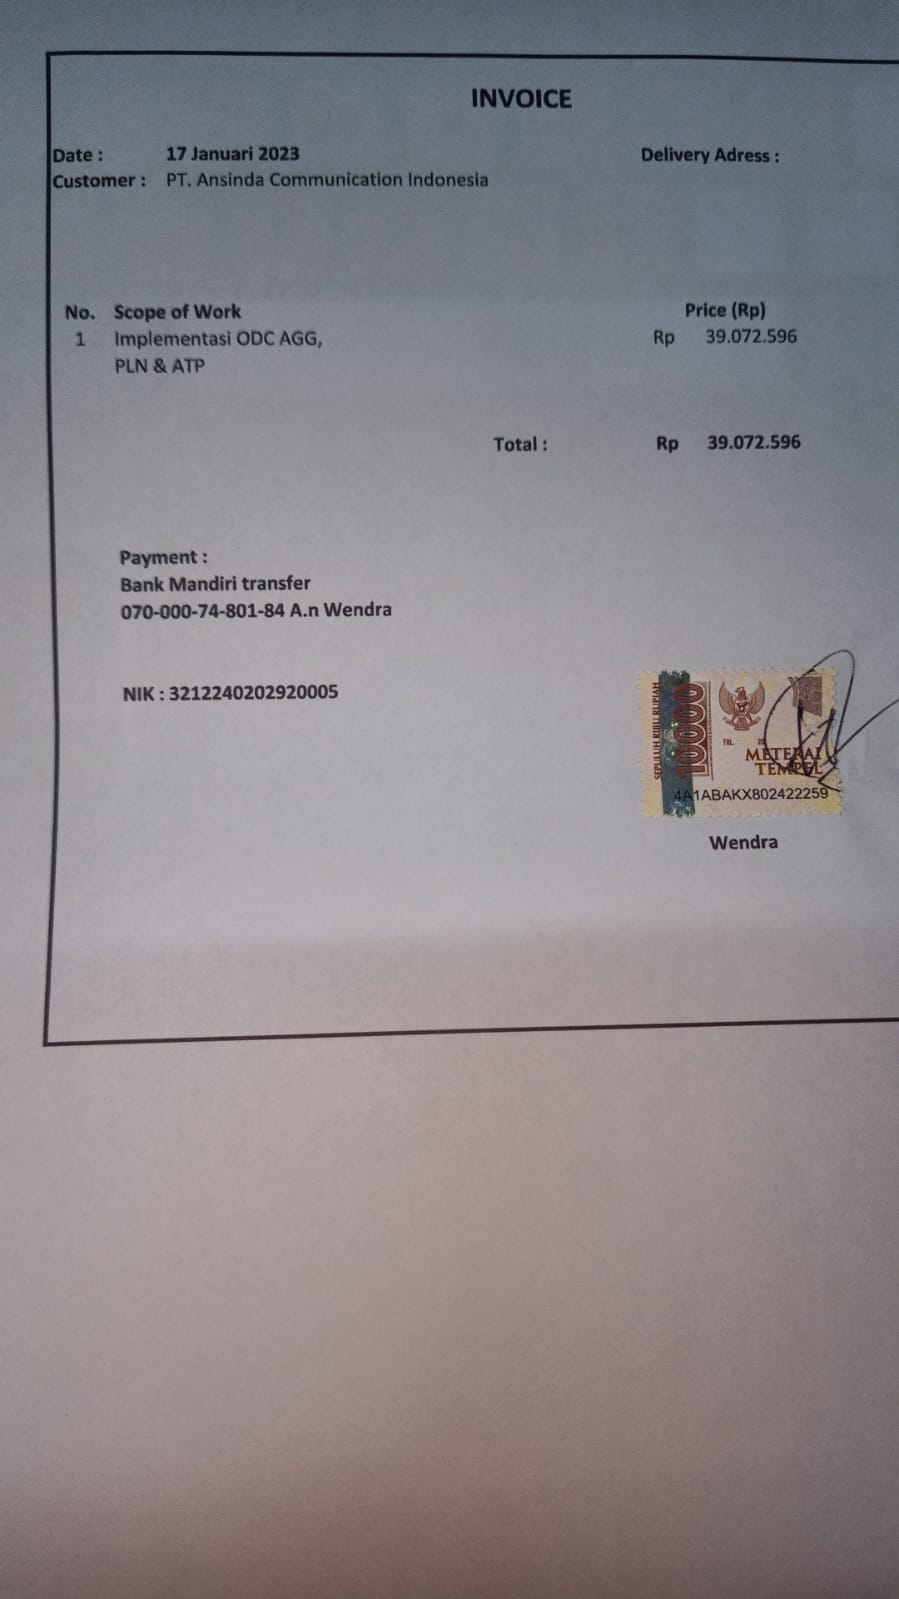 INVOICE
Date : 17 Januari 2023 Delivery Adress :
Customer : PT. Ansinda Communication Indonesia
No. Scope of Work Price (Rp)
1 Implementasi ODC AGG, Rp 39.072.596
PLN & ATP
Total : Rp 39.072.596
Payment :
Bank Mandiri transfer
070-000-74-801-84 A.n Wendra
NIK : 3212240202920005
SEPULUH RIBU RUPIAH
10000
TGL.
METERAI
TEMPEL
4A1ABAKX802422259
Wendra